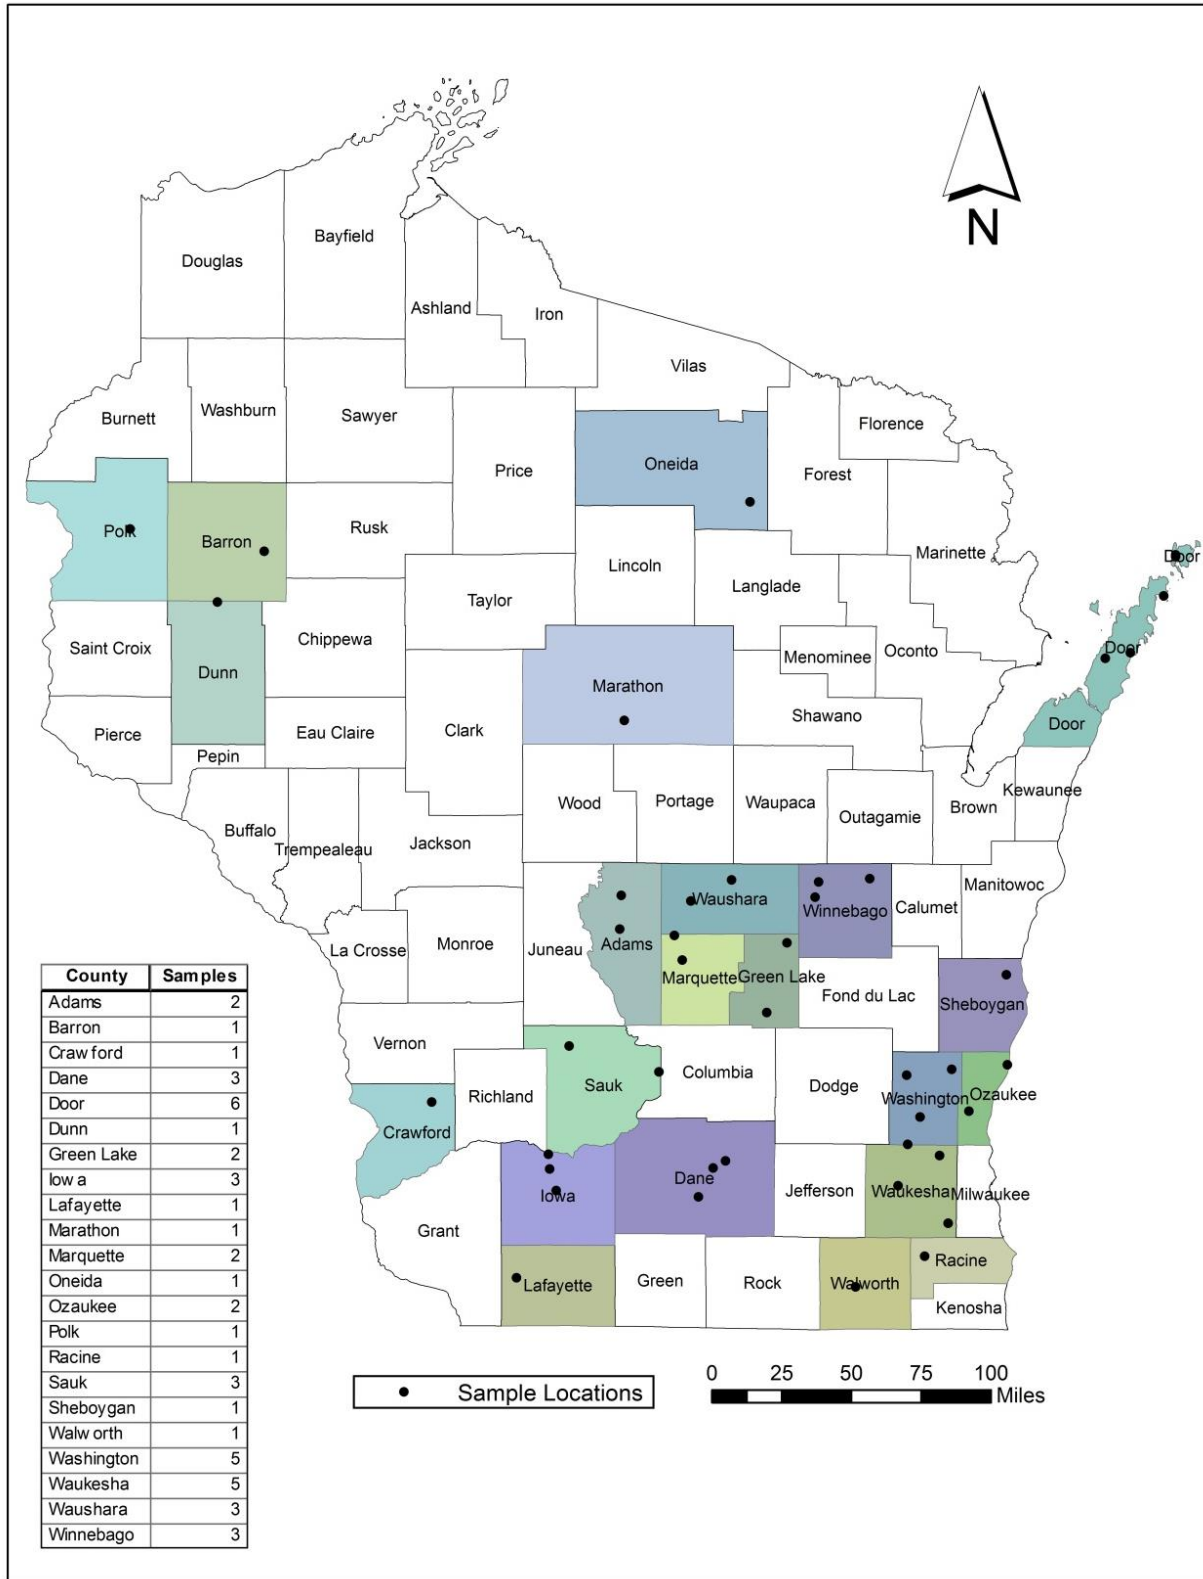 N
Bayfield
Douglas
Ashland
Iron
Vilas
Burnett
Washburn
Sawyer
Florence
Price
Oneida
Forest
Polk
Barron
Rusk
Marinette
Door
Lincoln
Langlade
Taylor
Saint Croix
Chippewa
Dunn
Menominee
Oconto
Door
Marathon
Shawano
Door
Pierce
Eau Claire
Clark
Pepin
Wood
Portage
Waupaca
Outagamie
Brown
Kewaunee
Buffalo
Trempealeau
Jackson
Manitowoc
Waushara
Winnebago
Calumet
La Crosse
Monroe
Juneau
Adams
Marquette
Green Lake
Fond du Lac
Sheboygan
Vernon
Richland
Sauk
Columbia
Dodge
Washington
Ozaukee
Crawford
Iowa
Dane
Jefferson
Waukesha
Milwaukee
Grant
Lafayette
Green
Rock
Walworth
Racine
Kenosha
County Samples
Adams 2
Barron 1
Crawford 1
Dane 3
Door 6
Dunn 1
Green Lake 2
Iowa 3
Lafayette 1
Marathon 1
Marquette 2
Oneida 1
Ozaukee 2
Polk 1
Racine 1
Sauk 3
Sheboygan 1
Walworth 1
Washington 5
Waukesha 5
Waushara 3
Winnebago 3
Sample Locations
0 25 50 75 100
Miles